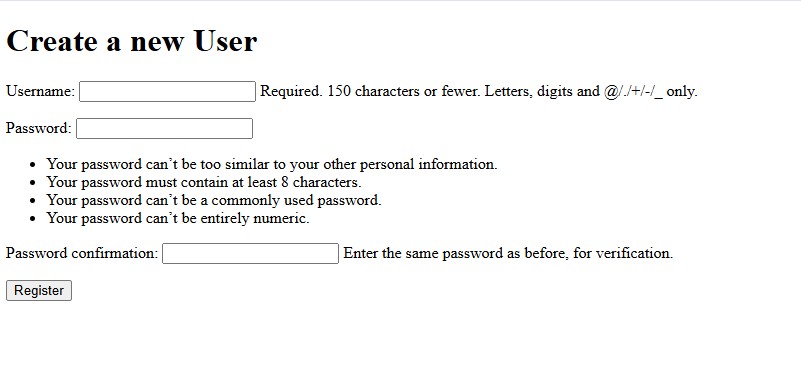 Create a new User
Username: Required. 150 characters or fewer. Letters, digits and @/./+/-/_ only.
Password:
• Your password can't be too similar to your other personal information.
• Your password must contain at least 8 characters.
• Your password can't be a commonly used password.
• Your password can't be entirely numeric.
Password confirmation: Enter the same password as before, for verification.
Register